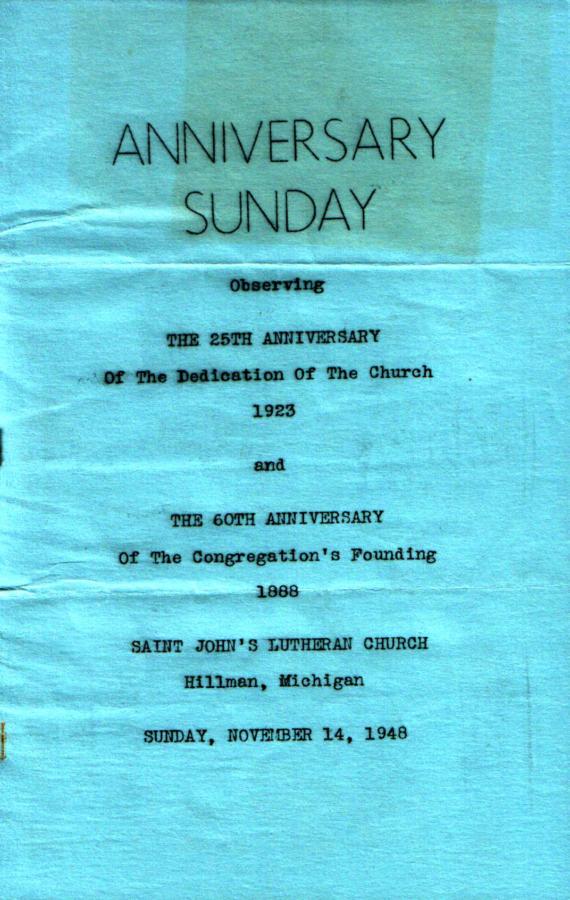 ANNIVERSARY
SUNDAY
Observing
THE 25TH ANNIVERSARY
Of The Dedication Of The Church
1923
and
THE 60TH ANNIVERSARY
Of The Congregation's Founding
1888
SAINT JOHN'S LUTHERAN CHURCH
Hillman, Michigan
SUNDAY, NOVEMBER 14, 1948